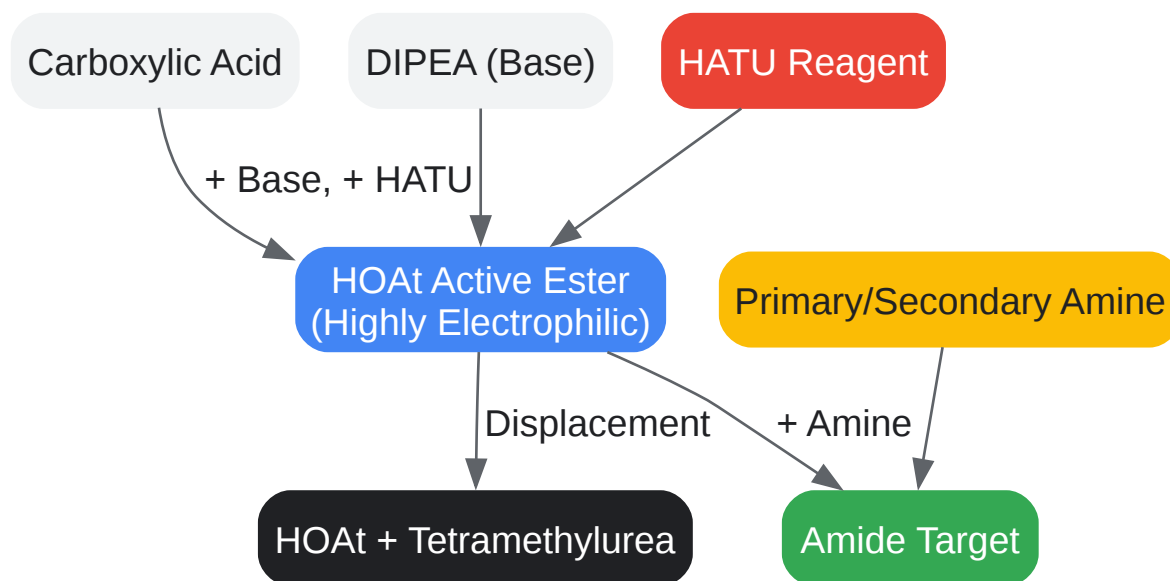 Carboxylic Acid
DIPEA (Base)
HATU Reagent
+ Base, + HATU
HOAt Active Ester
(Highly Electrophilic)
Primary/Secondary Amine
Displacement
+ Amine
HOAt + Tetramethylurea
Amide Target